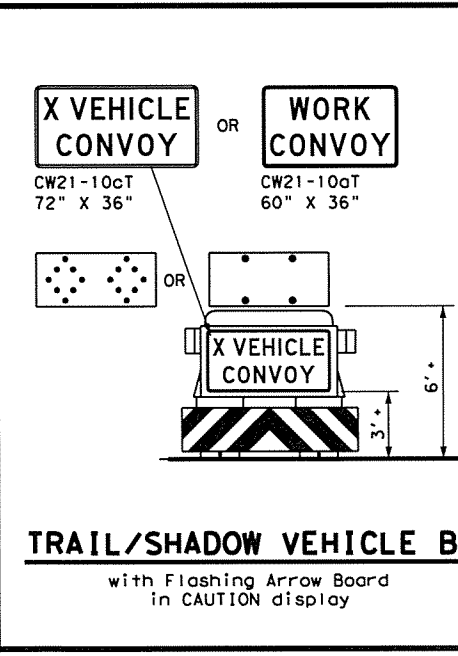 X VEHICLE
CONVOY
OR
WORK
CONVOY
CW21-10cT
72" X 36"
CW21-10aT
60" X 36"
OR
X VEHICLE
CONVOY
6' +
3' +
TRAIL/SHADOW VEHICLE B
with Flashing Arrow Board
in CAUTION display